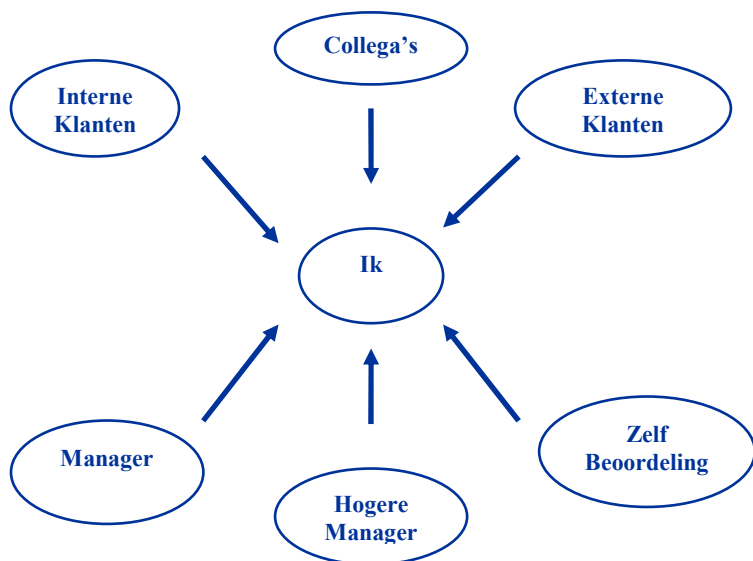 Collega’s
Interne
Klanten
Externe
Klanten
Ik
Manager
Zelf
Beoordeling
Hogere
Manager